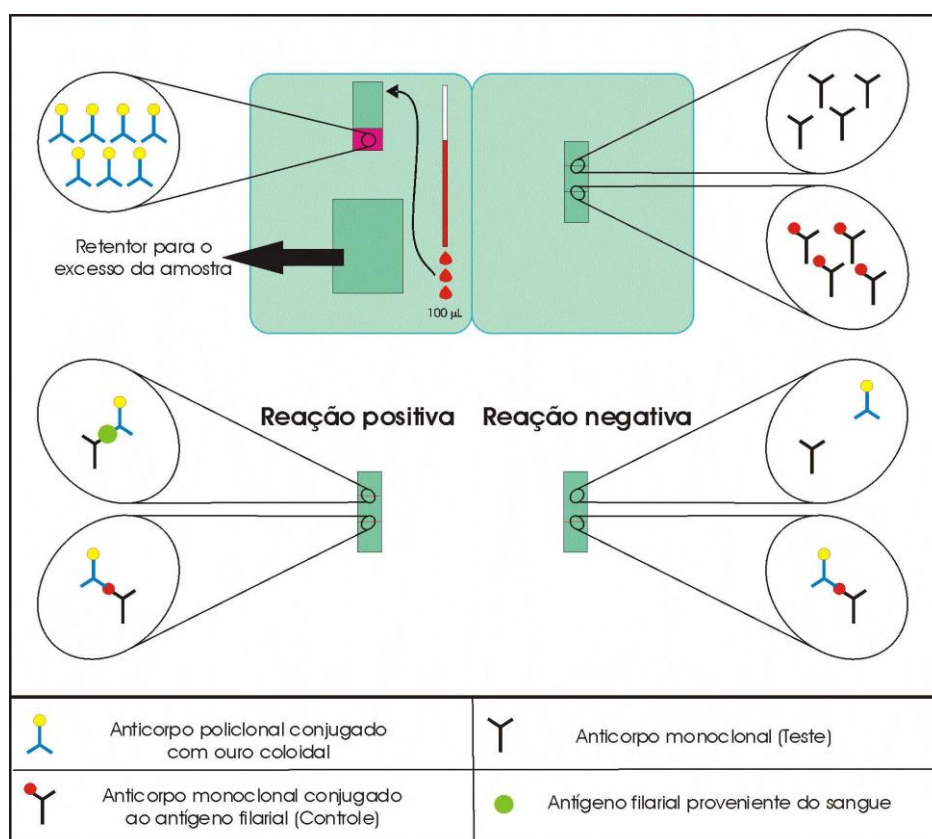 Retentor para o
excesso da amostra
100 µL
Reação positiva
Reação negativa
Anticorpo policlonal conjugado
com ouro coloidal
Anticorpo monoclonal (Teste)
Anticorpo monoclonal conjugado
ao antígeno filarial (Controle)
Antígeno filarial proveniente do sangue